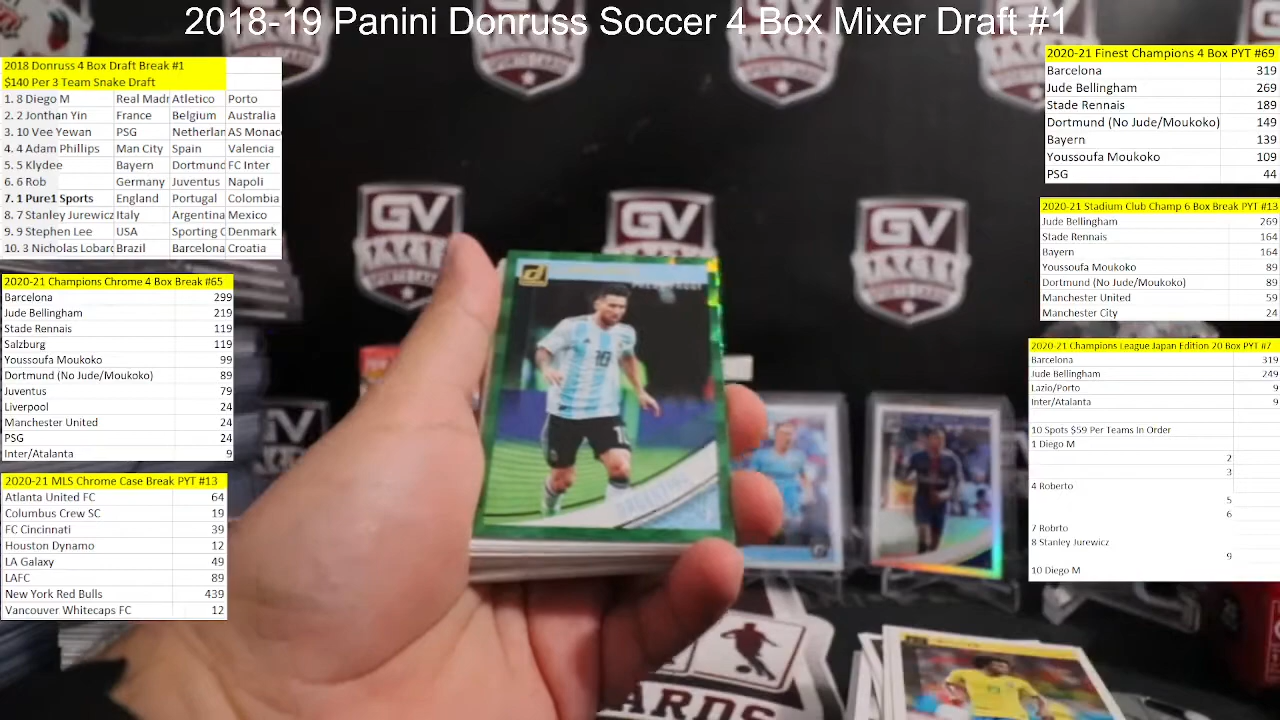 2018-19 Panini Donruss Soccer 4 Box Mixer Draft #1
2018 Donruss 4 Box Draft Break #1
$140 Per 3 Team Snake Draft
1. 8 Diego M Real Madr Atletico Porto
2. 2 Jonthan Yin France Belgium Australia
3. 10 Vee Yewan PSG Netherlan AS Monac
4. 4 Adam Phillips Man City Spain Valencia
5. 5 Klydee Bayern Dortmund FC Inter
6. 6 Rob Germany Juventus Napoli
7. 1 Pure1 Sports England Portugal Colombia
8. 7 Stanley Jurewicz Italy Argentina Mexico
9. 9 Stephen Lee USA Sporting C Denmark
10. 3 Nicholas Lobard Brazil Barcelona Croatia
2020-21 Champions Chrome 4 Box Break #65
Barcelona 299
Jude Bellingham 219
Stade Rennais 119
Salzburg 119
Youssoufa Moukoko 99
Dortmund (No Jude/Moukoko) 89
Juventus 79
Liverpool 24
Manchester United 24
PSG 24
Inter/Atalanta 9
2020-21 MLS Chrome Case Break PYT #13
Atlanta United FC 64
Columbus Crew SC 19
FC Cincinnati 39
Houston Dynamo 12
LA Galaxy 49
LAFC 89
New York Red Bulls 439
Vancouver Whitecaps FC 12
2020-21 Finest Champions 4 Box PYT #69
Barcelona 319
Jude Bellingham 269
Stade Rennais 189
Dortmund (No Jude/Moukoko) 149
Bayern 139
Youssoufa Moukoko 109
PSG 44
2020-21 Stadium Club Champ 6 Box Break PYT #13
Jude Bellingham 269
Stade Rennais 164
Bayern 164
Youssoufa Moukoko 89
Dortmund (No Jude/Moukoko) 89
Manchester United 59
Manchester City 24
2020-21 Champions League Japan Edition 20 Box PYT #7
Barcelona 319
Jude Bellingham 249
Lazio/Porto 9
Inter/Atalanta 9
10 Spots $59 Per Teams In Order
1 Diego M
2
3
4 Roberto
5
6
7 Robrto
8 Stanley Jurewicz
9
10 Diego M
GV
GV
GV
d
10
ARGENTINA